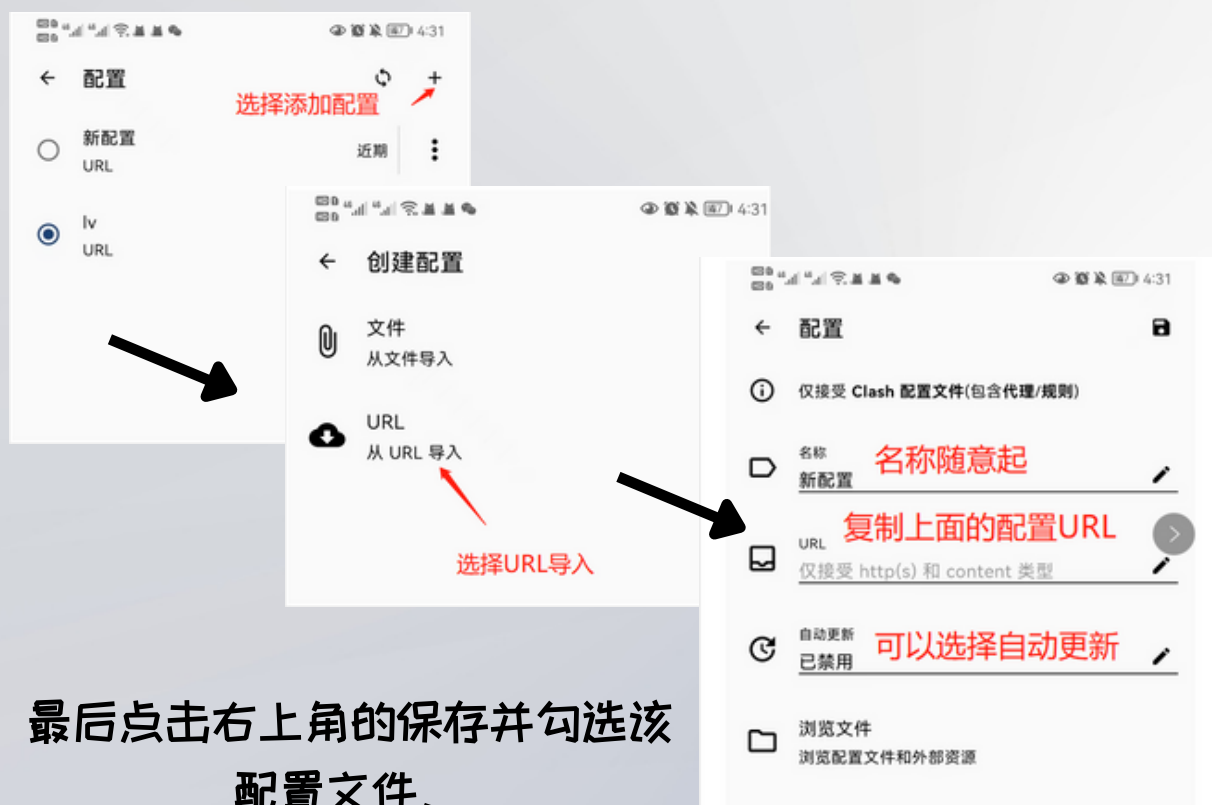 4:31
配置
选择添加配置
新配置
URL
近期
lv
URL
4:31
创建配置
文件
从文件导入
URL
从 URL 导入
选择URL导入
4:31
配置
仅接受 Clash 配置文件(包含代理/规则)
名称
名称随意起
新配置
复制上面的配置URL
URL
仅接受 http(s) 和 content 类型
自动更新
可以选择自动更新
已禁用
浏览文件
浏览配置文件和外部资源
最后点击右上角的保存并勾选该
配置文件、